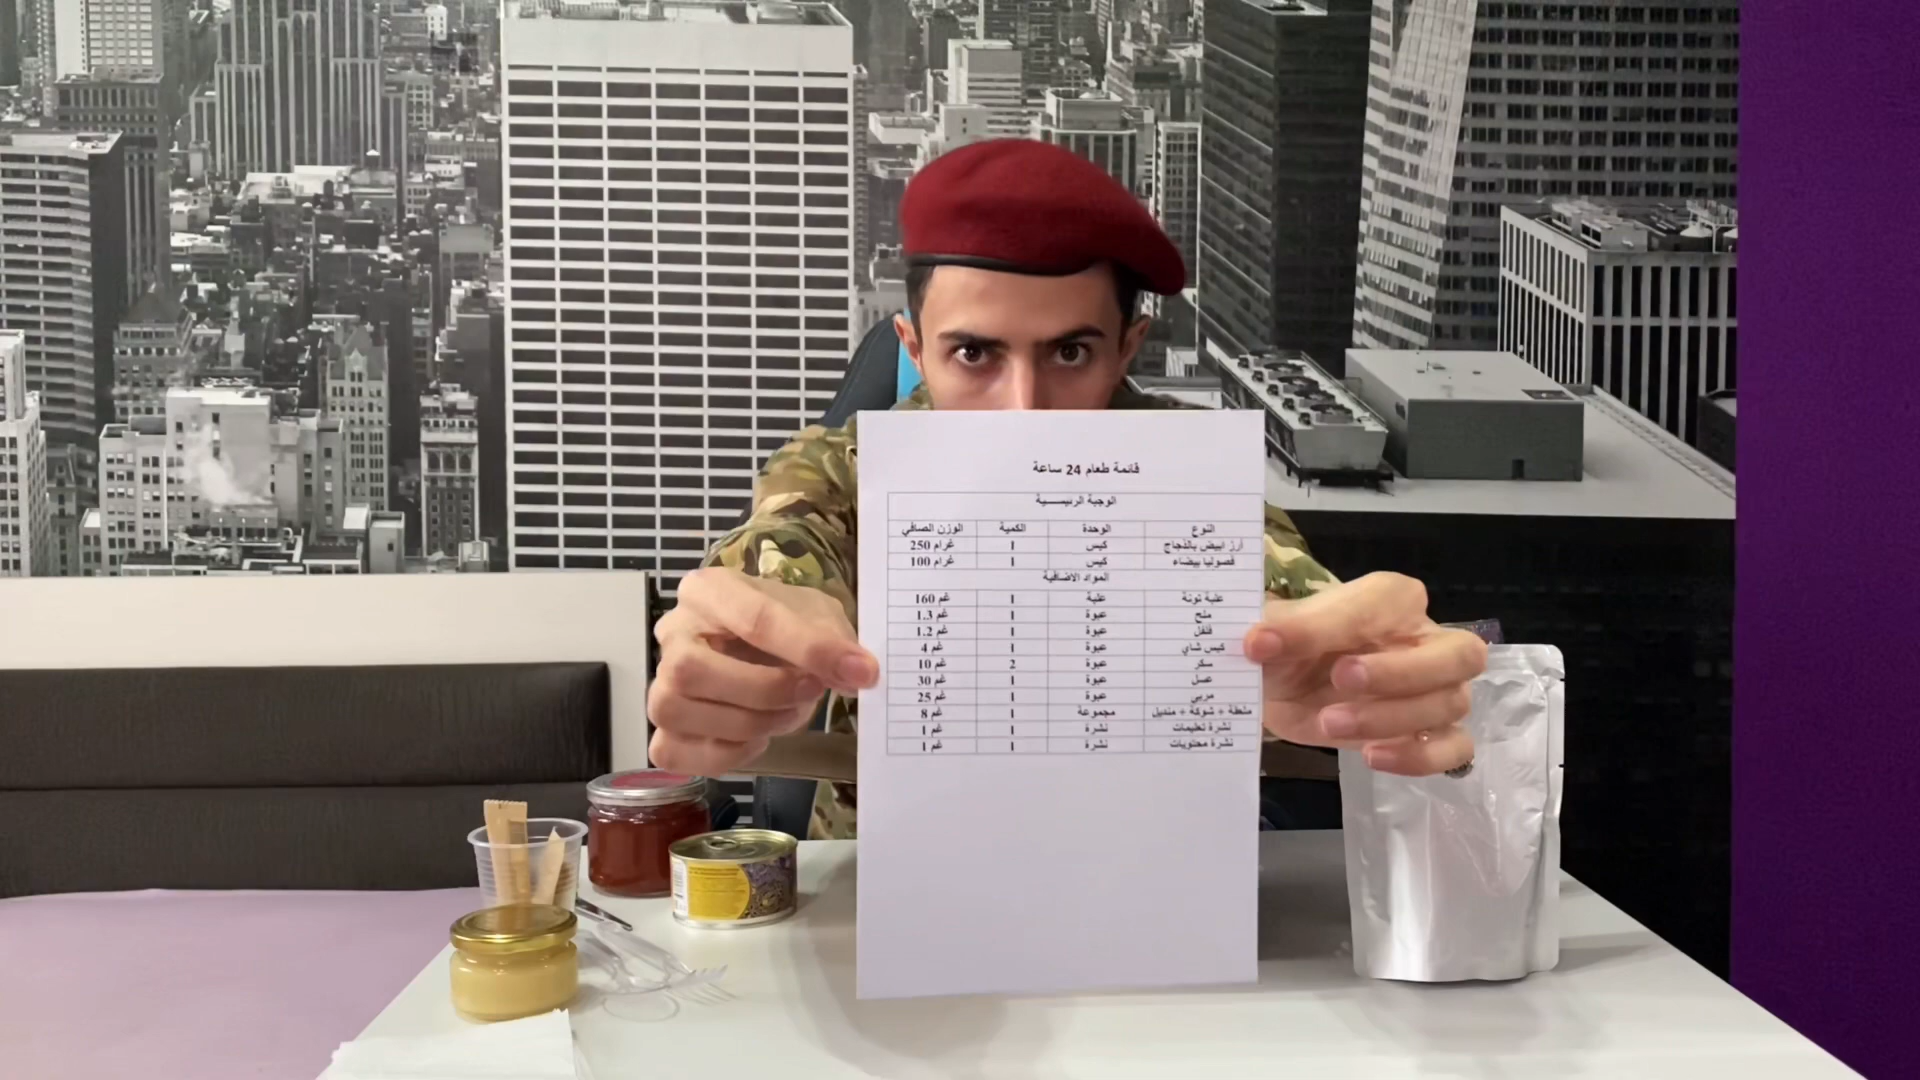 قائمة طعام 24 ساعة
الوجبة الرئيســـية
النوع الوحدة الكمية الوزن الصافي
أرز ابيض بالدجاج كيس 1 250 غرام
فصوليا بيضاء كيس 1 100 غرام
المواد الاضافية
علبة تونة علبة 1 160 غم
ملح عبوة 1 1.3 غم
فلفل عبوة 1 1.2 غم
كيس شاي عبوة 1 4 غم
سكر عبوة 2 10 غم
عسل عبوة 1 30 غم
مربى عبوة 1 25 غم
ملعقة + شوكة + منديل مجموعة 1 8 غم
نشرة تعليمات نشرة 1 1 غم
نشرة محتويات نشرة 1 1 غم